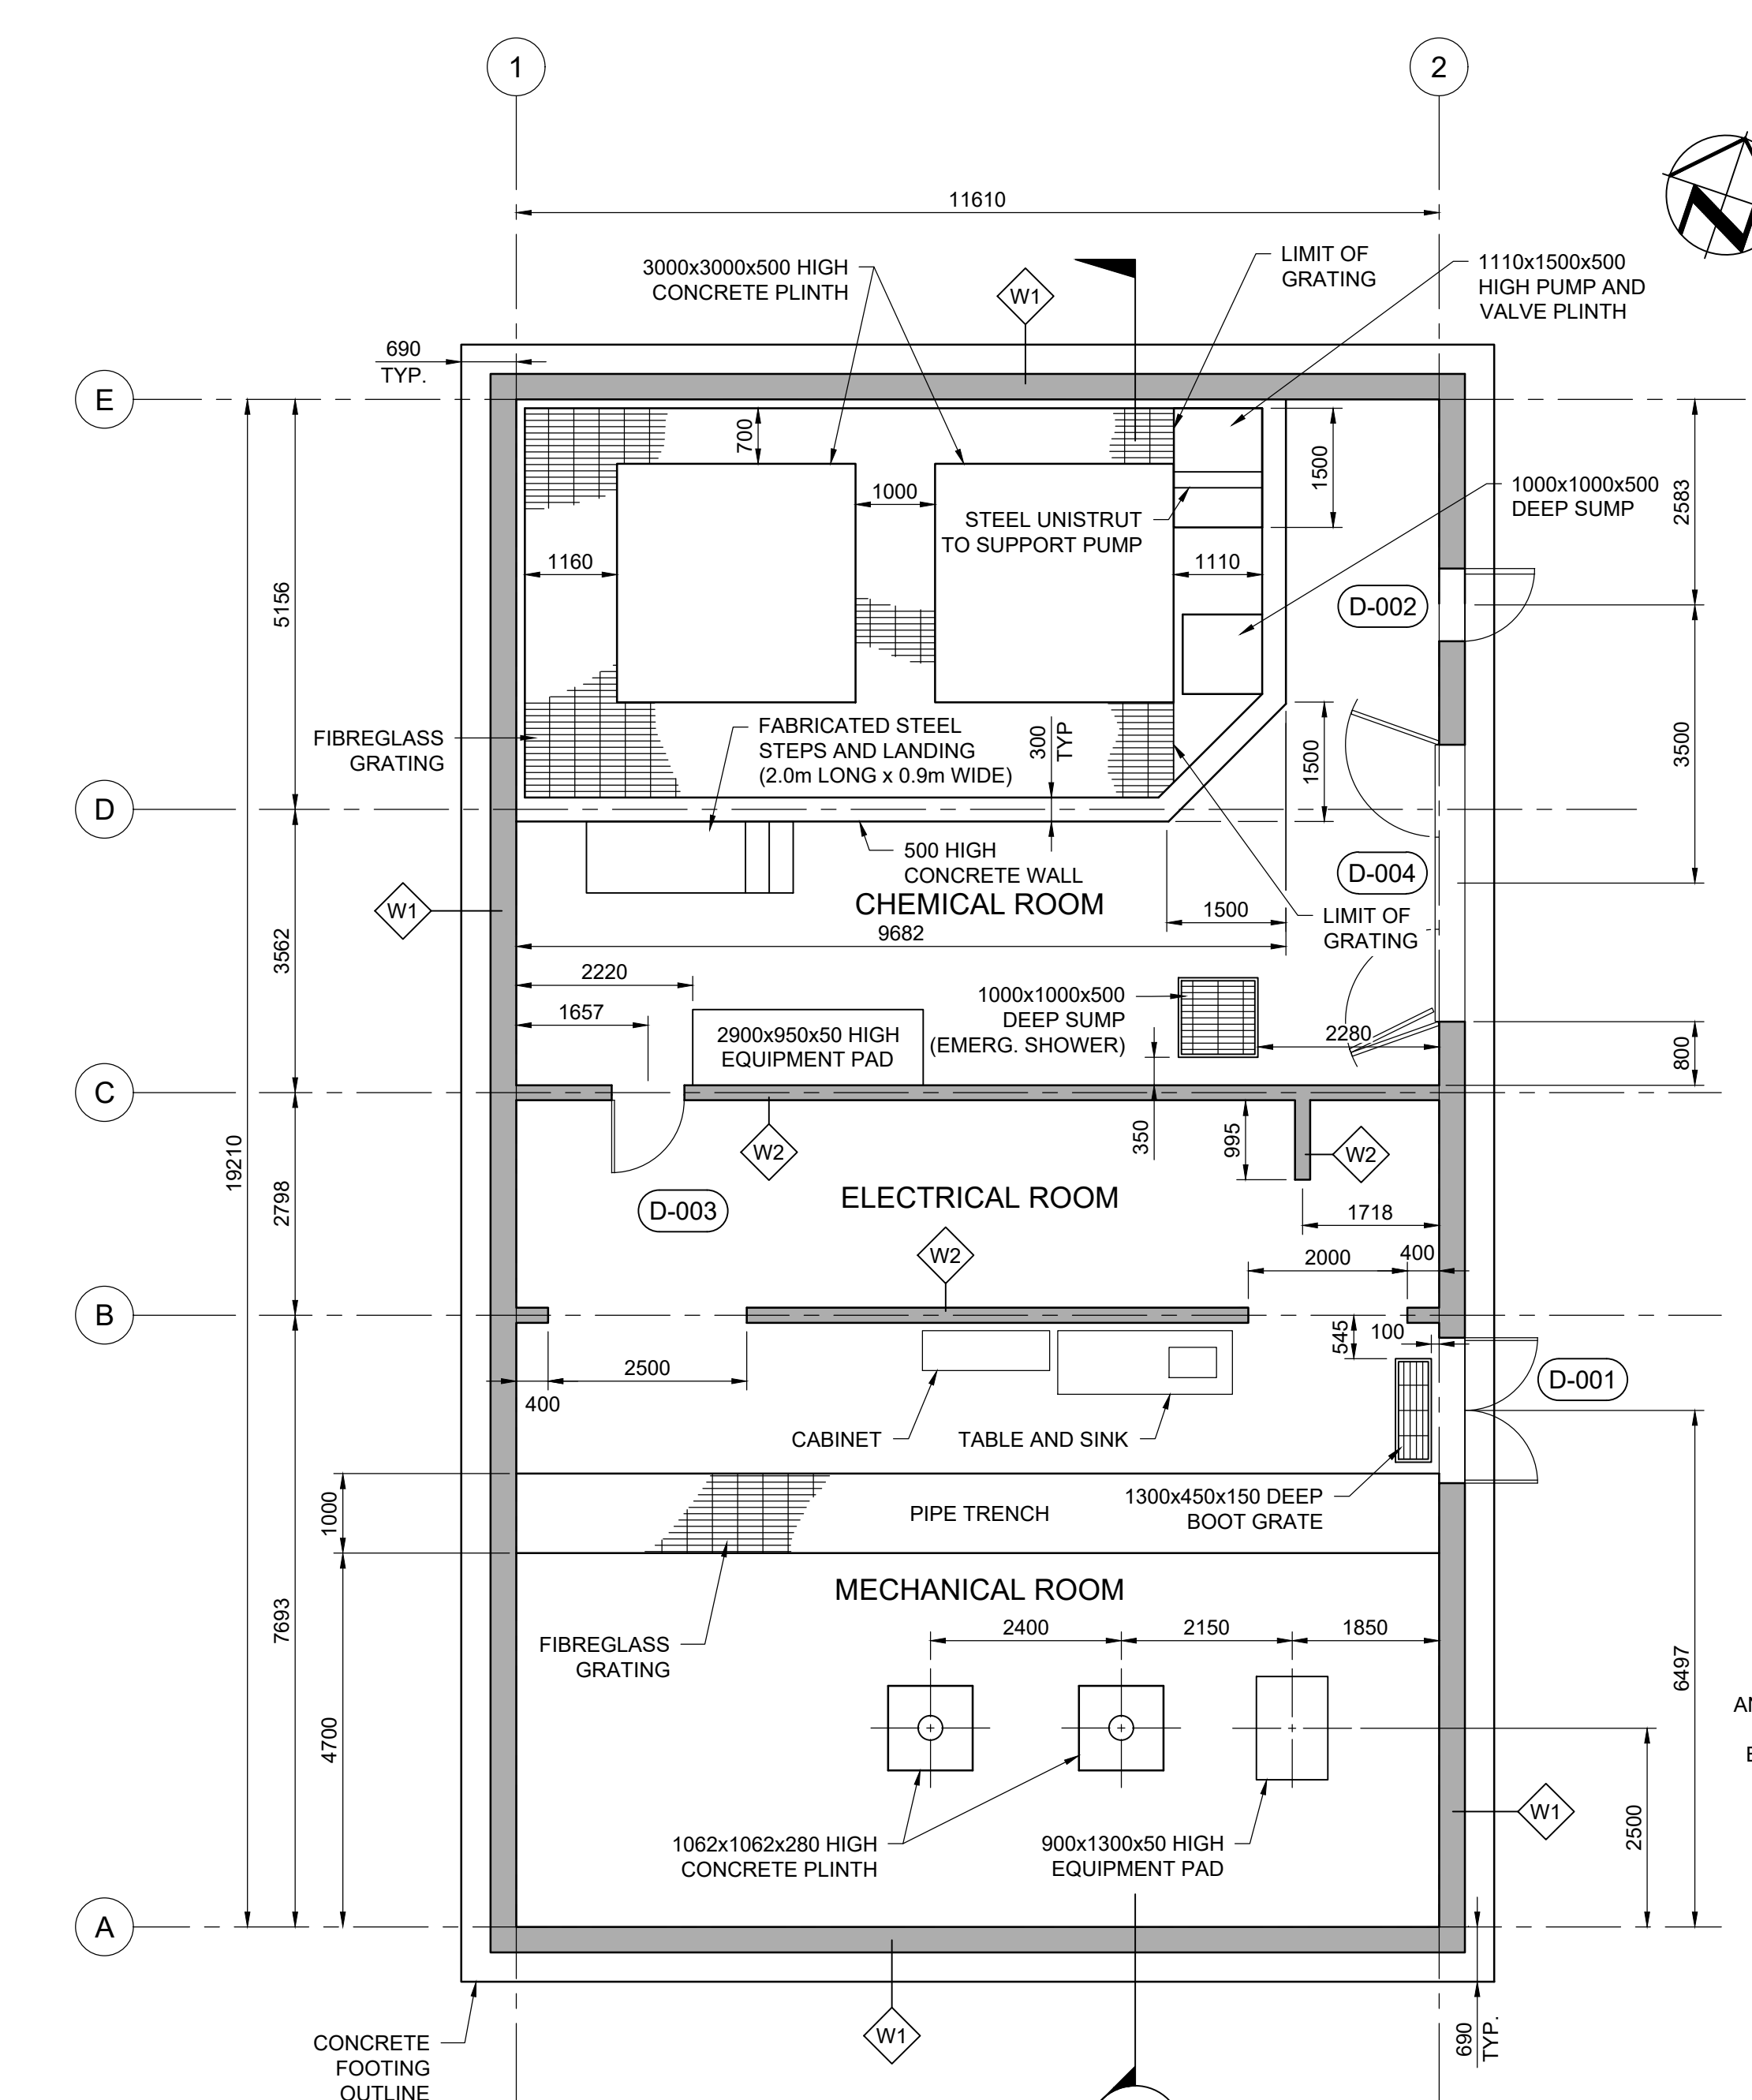 1
2
11610
3000x3000x500 HIGH
CONCRETE PLINTH
W1
LIMIT OF
GRATING
1110x1500x500
HIGH PUMP AND
VALVE PLINTH
N
690
TYP.
E
700
1000
1500
STEEL UNISTRUT
TO SUPPORT PUMP
1000x1000x500
DEEP SUMP
2583
1160
1110
5156
D-002
FIBREGLASS
GRATING
FABRICATED STEEL
STEPS AND LANDING
(2.0m LONG x 0.9m WIDE)
300
TYP
1500
3500
D
500 HIGH
CONCRETE WALL
D-004
CHEMICAL ROOM
W1
1500
LIMIT OF
GRATING
9682
3562
2220
1657
2900x950x50 HIGH
EQUIPMENT PAD
1000x1000x500
DEEP SUMP
(EMERG. SHOWER)
2280
800
C
350
995
W2
W2
19210
2798
D-003
ELECTRICAL ROOM
1718
W2
2000
400
B
545
100
2500
400
D-001
CABINET
TABLE AND SINK
1000
PIPE TRENCH
1300x450x150 DEEP
BOOT GRATE
MECHANICAL ROOM
7693
FIBREGLASS
GRATING
2400
2150
1850
6497
4700
AN
E
1062x1062x280 HIGH
CONCRETE PLINTH
900x1300x50 HIGH
EQUIPMENT PAD
W1
2500
A
W1
690
TYP.
CONCRETE
FOOTING
OUTLINE